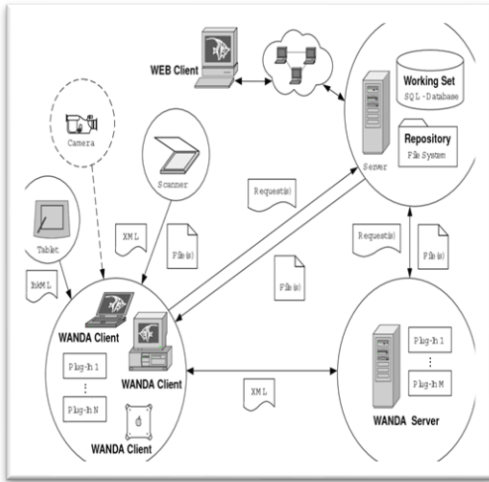 WEB Client
Working Set
SQL - Database
Repository
File System
Server
Camera
Scanner
Tablet
InkML
XML
File(s)
Request(s)
File(s)
Request(s)
File(s)
WANDA Client
WANDA Client
WANDA Client
Plug-In 1
Plug-In N
XML
Plug-In 1
Plug-In M
WANDA Server